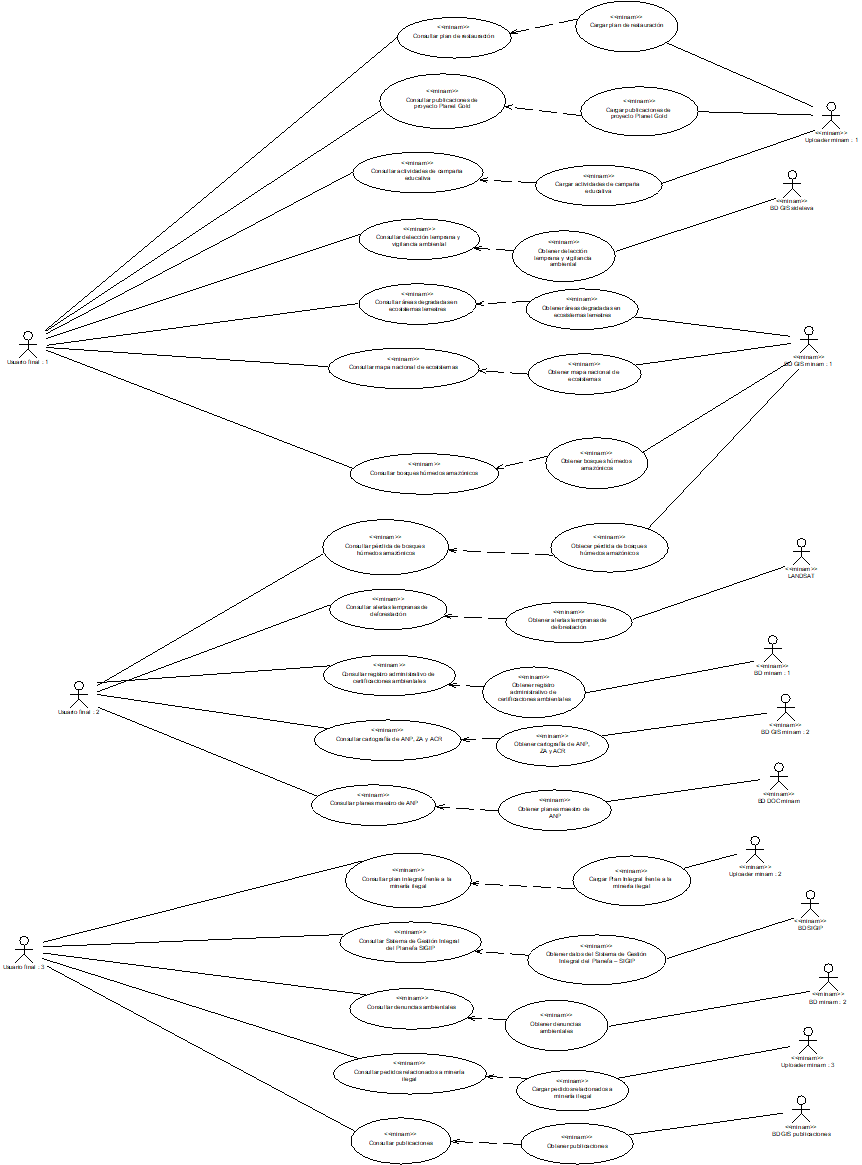 <<minam>>
Cargar plan de restauración
<<minam>>
Consultar plan de restauración
<<minam>>
Consultar publicaciones de
proyecto Planet Gold
<<minam>>
Cargar publicaciones de
proyecto Planet Gold
<<minam>>
Uploader minam : 1
<<minam>>
Consultar actividades de campaña
educativa
<<minam>>
Cargar actividades de campaña
educativa
<<minam>>
BD GIS sideleva
<<minam>>
Consultar detección temprana y
vigilancia ambiental
<<minam>>
Obtener detección
temprana y vigilancia
ambiental
<<minam>>
Consultar áreas degradadas en
ecosistemas terrestres
<<minam>>
Obtener áreas degradadas en
ecosistemas terrestres
Usuairo final : 1
<<minam>>
BD GIS minam : 1
<<minam>>
Consultar mapa nacional de ecosistemas
<<minam>>
Obtener mapa nacional de
ecosistemas
<<minam>>
Consultar bosques húmedos amazónicos
<<minam>>
Obtener bosques húmedos
amazónicos
<<minam>>
Consultar pérdida de bosques
húmedos amazónicos
<<minam>>
Obtecer pérdida de bosques
húmedos amazónicos
<<minam>>
LANDSAT
<<minam>>
Consultar alertas tempranas de
deforestación
<<minam>>
Obtener alertas tempranas de
deforestación
<<minam>>
BD minam : 1
<<minam>>
Consultar registro administrativo de
certificaciones ambientales
<<minam>>
Obtener registro
administrativo de
certificaciones ambientales
Usuairo final : 2
<<minam>>
BD GIS minam : 2
<<minam>>
Consultar cartografía de ANP, ZA y ACR
<<minam>>
Obtener cartografía de ANP,
ZA y ACR
<<minam>>
BD DOC minam
<<minam>>
Consultar planes maestro de ANP
<<minam>>
Obtener planes maestro de
ANP
<<minam>>
Uploader minam : 2
<<minam>>
Consultar plan integral frente a la
minería ilegal
<<minam>>
Cargar Plan Integral frente a la
minería ilegal
<<minam>>
BD SIGIP
<<minam>>
Consultar Sistema de Gestión Integral
del Planefa SIGIP
<<minam>>
Obtener datos del Sistema de Gestión
Integral del Planefa – SIGIP
Usuairo final : 3
<<minam>>
BD minam : 2
<<minam>>
Consultar denuncias ambientales
<<minam>>
Obtener denuncias
ambientales
<<minam>>
Uploader minam : 3
<<minam>>
Consultar pedidos relacionados a minería
ilegal
<<minam>>
Cargar pedidos relacionados a
minería ilegal
<<minam>>
BD GIS publicaciones
<<minam>>
Consultar publicaciones
<<minam>>
Obtener publicaciones